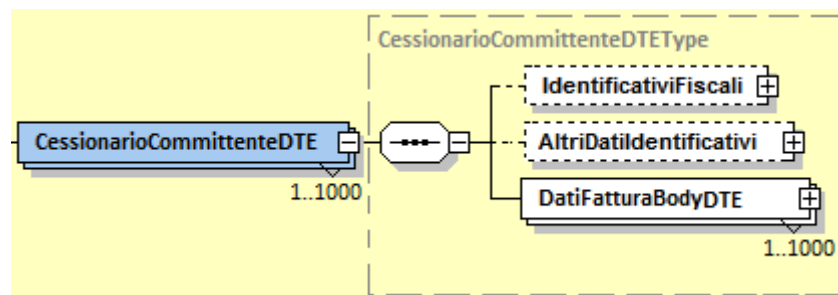 CessionarioCommittenteDTEType
IdentificativiFiscali
CessionarioCommittenteDTE
AltriDatiIdentificativi
1..1000
DatiFatturaBodyDTE
1..1000